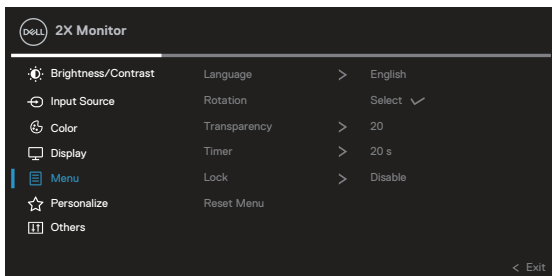 DELL 2X Monitor
Brightness/Contrast Language > English
Input Source Rotation Select ✓
Color Transparency > 20
Display Timer > 20 s
Menu Lock > Disable
Personalize Reset Menu
Others
< Exit